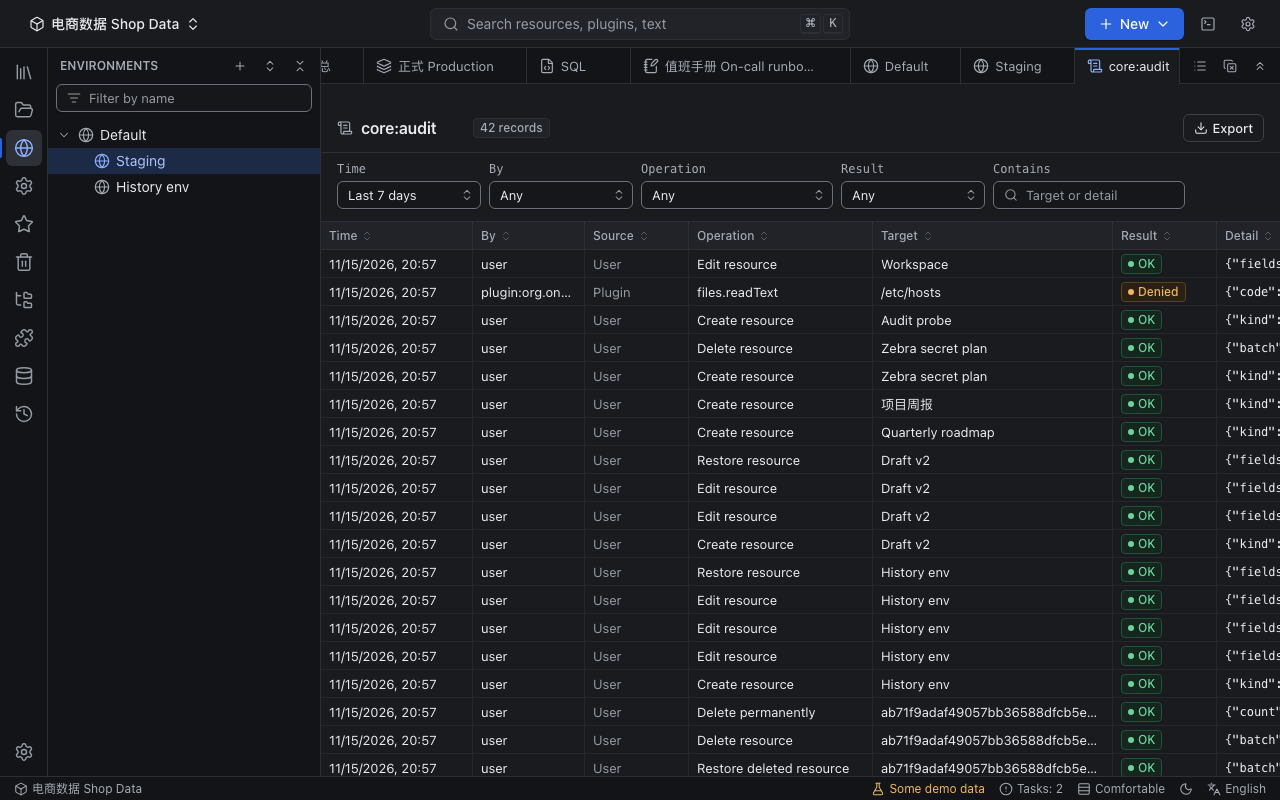 电商数据 Shop Data
Search resources, plugins, text
⌘ K
New
ENVIRONMENTS
Filter by name
Default
Staging
History env
正式 Production
SQL
值班手册 On-call runbo...
Default
Staging
core:audit
core:audit
42 records
Export
Time By Operation Result Contains
Last 7 days Any Any Any Target or detail
Time By Source Operation Target Result Detail
11/15/2026, 20:57 user User Edit resource Workspace OK {"fields
11/15/2026, 20:57 plugin:org.on... Plugin files.readText /etc/hosts Denied {"code":
11/15/2026, 20:57 user User Create resource Audit probe OK {"kind":
11/15/2026, 20:57 user User Delete resource Zebra secret plan OK {"batch"
11/15/2026, 20:57 user User Create resource Zebra secret plan OK {"kind":
11/15/2026, 20:57 user User Create resource 项目周报 OK {"kind":
11/15/2026, 20:57 user User Create resource Quarterly roadmap OK {"kind":
11/15/2026, 20:57 user User Restore resource Draft v2 OK {"fields
11/15/2026, 20:57 user User Edit resource Draft v2 OK {"fields
11/15/2026, 20:57 user User Edit resource Draft v2 OK {"fields
11/15/2026, 20:57 user User Create resource Draft v2 OK {"kind":
11/15/2026, 20:57 user User Restore resource History env OK {"fields
11/15/2026, 20:57 user User Edit resource History env OK {"fields
11/15/2026, 20:57 user User Edit resource History env OK {"fields
11/15/2026, 20:57 user User Edit resource History env OK {"fields
11/15/2026, 20:57 user User Create resource History env OK {"kind":
11/15/2026, 20:57 user User Delete permanently ab71f9adaf49057bb36588dfcb5e... OK {"count"
11/15/2026, 20:57 user User Delete resource ab71f9adaf49057bb36588dfcb5e... OK {"batch"
11/15/2026, 20:57 user User Restore deleted resource ab71f9adaf49057bb36588dfcb5e... OK {"batch"
电商数据 Shop Data
Some demo data
Tasks: 2
Comfortable
English